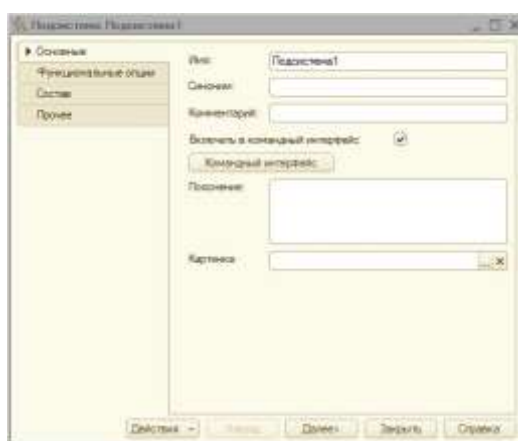 Подсистема Подсистема1
Основные
Функциональные опции
Состав
Прочее
Имя: Подсистема1
Синоним:
Комментарий:
Включать в командный интерфейс
Командный интерфейс
Пояснение:
Картинка:
Действия
Назад
Далее>
Закрыть
Справка